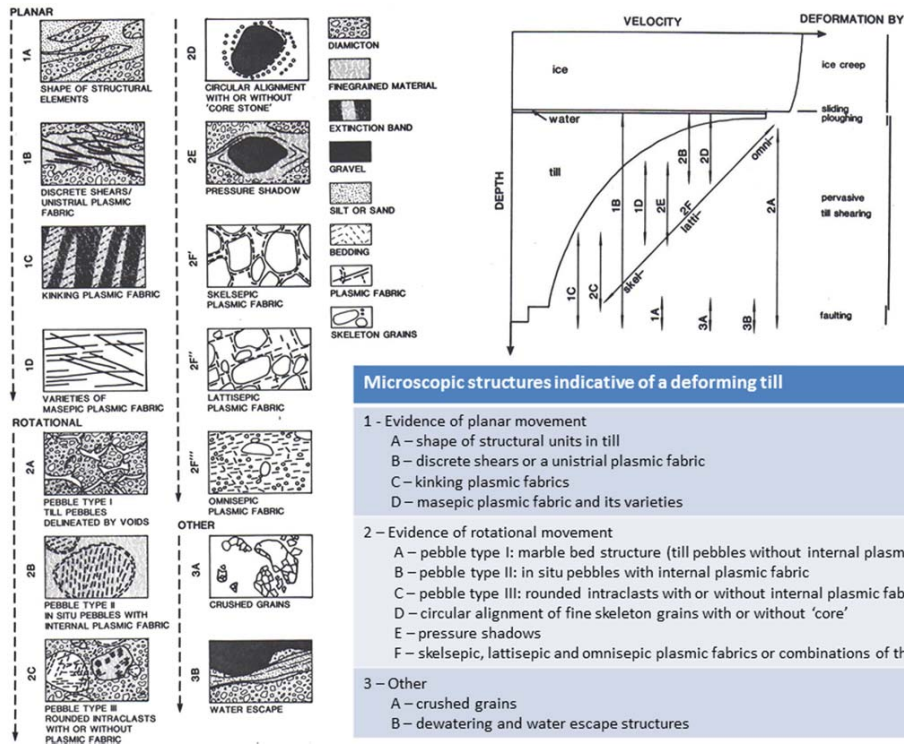 PLANAR
1A
SHAPE OF STRUCTURAL
ELEMENTS
1B
DISCRETE SHEARS/
UNISTRIAL PLASMIC
FABRIC
1C
KINKING PLASMIC FABRIC
1D
VARIETIES OF
MASEPIC PLASMIC FABRIC
ROTATIONAL
2A
PEBBLE TYPE I
TILL PEBBLES
DELINEATED BY VOIDS
2B
PEBBLE TYPE II
IN SITU PEBBLES WITH
INTERNAL PLASMIC FABRIC
2C
PEBBLE TYPE III
ROUNDED INTRACLASTS
WITH OR WITHOUT
PLASMIC FABRIC
2D
CIRCULAR ALIGNMENT
WITH OR WITHOUT
'CORE STONE'
2E
PRESSURE SHADOW
2F'
SKELSEPIC
PLASMIC FABRIC
2F''
LATTISEPIC
PLASMIC FABRIC
2F'''
OMNISEPIC
PLASMIC FABRIC
OTHER
3A
CRUSHED GRAINS
3B
WATER ESCAPE
DIAMICTON
FINEGRAINED MATERIAL
EXTINCTION BAND
GRAVEL
SILT OR SAND
BEDDING
PLASMIC FABRIC
SKELETON GRAINS
VELOCITY
DEFORMATION BY
DEPTH
ice
water
till
ice creep
sliding
ploughing
pervasive
till shearing
faulting
1C
2C
1B
1D
2E
1A
2B
2D
3A
3B
2A
skel-
latti-
2F
omni-
Microscopic structures indicative of a deforming till
1 - Evidence of planar movement
A – shape of structural units in till
B – discrete shears or a unistrial plasmic fabric
C – kinking plasmic fabrics
D – masepic plasmic fabric and its varieties
2 – Evidence of rotational movement
A – pebble type I: marble bed structure (till pebbles without internal plasm
B – pebble type II: in situ pebbles with internal plasmic fabric
C – pebble type III: rounded intraclasts with or without internal plasmic fab
D – circular alignment of fine skeleton grains with or without 'core'
E – pressure shadows
F – skelsepic, lattisepic and omnisepic plasmic fabrics or combinations of th
3 – Other
A – crushed grains
B – dewatering and water escape structures